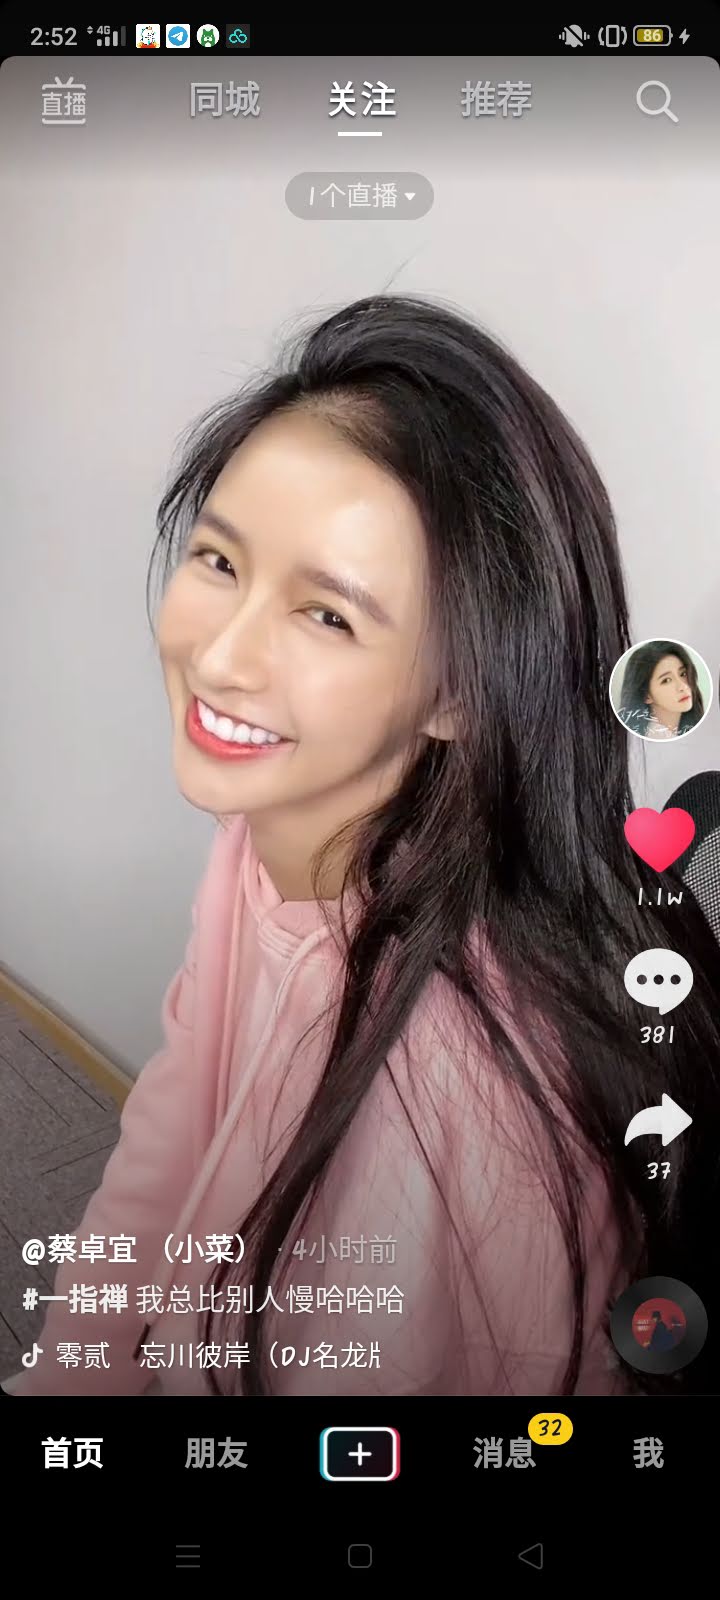 2:52 4G 86
直播 同城 关注 推荐
1个直播
1.1w
381
37
@蔡卓宜 (小菜) · 4小时前
#一指禅 我总比别人慢哈哈哈
零贰 忘川彼岸 (DJ名龙版
首页 朋友 消息 32 我